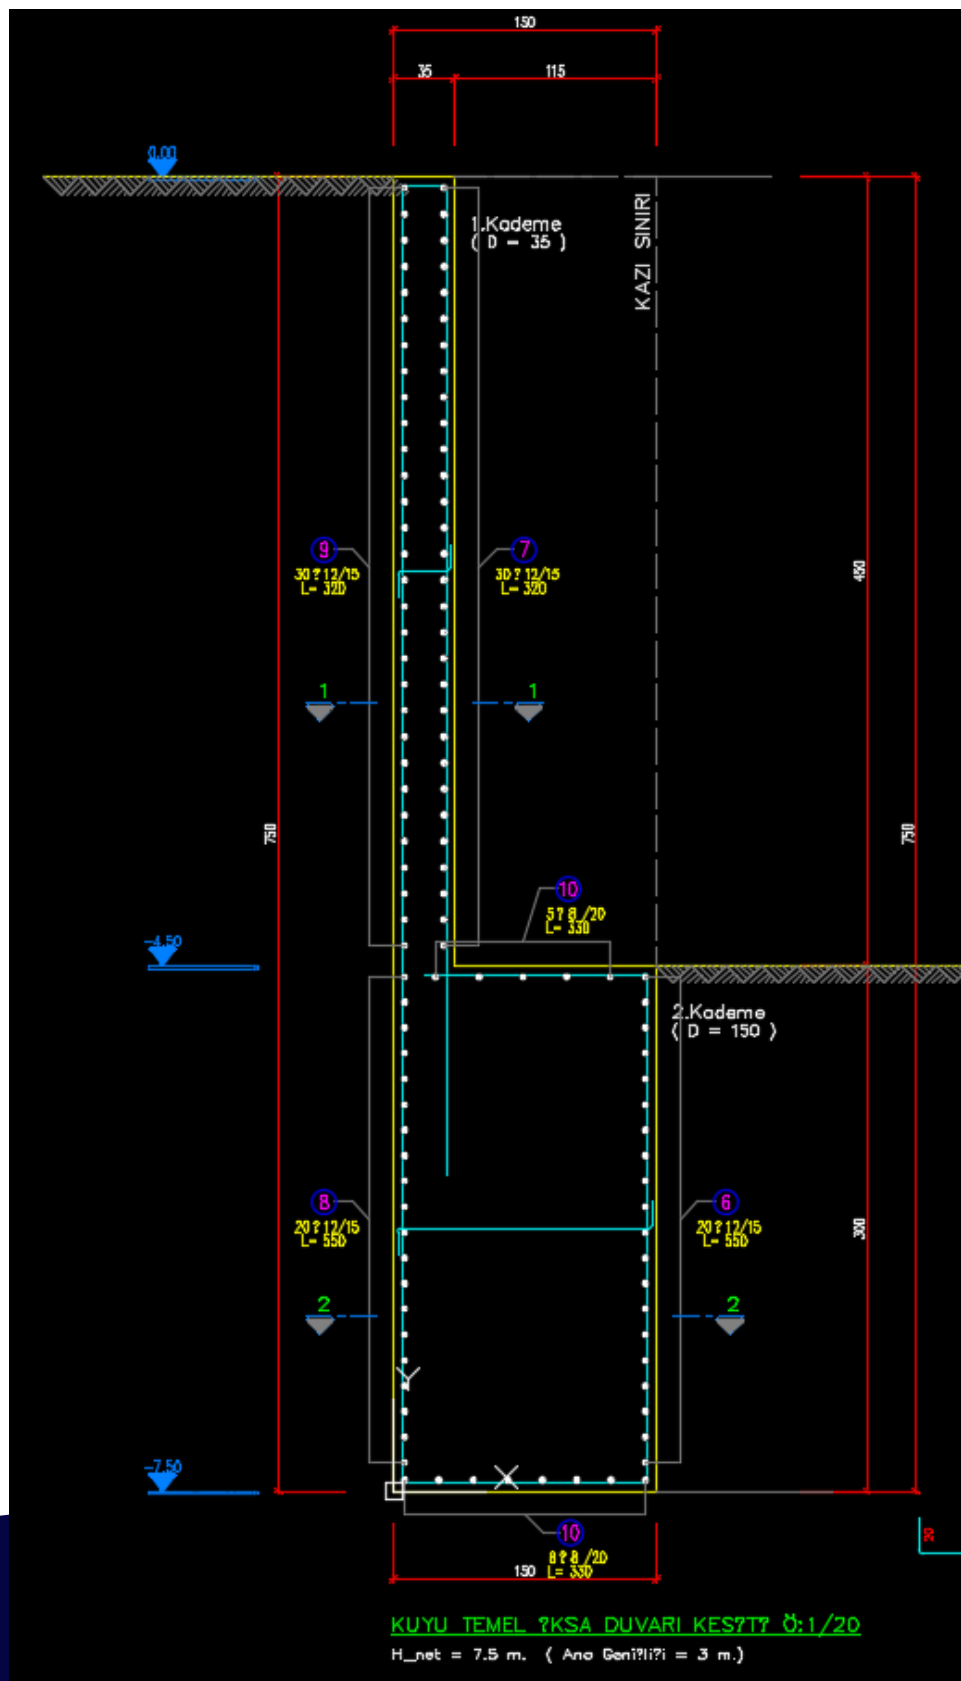 150
35
115
0.00
1.Kademe
( D = 35 )
KAZI SINIRI
9
30?12/15
L= 320
7
30?12/15
L= 320
450
1
1
750
750
10
5?8 /20
L= 330
-4.50
2.Kademe
( D = 150 )
8
20?12/15
L= 550
6
20?12/15
L= 550
300
2
2
Y
-7.50
X
10
8?8 /20
L= 330
20
150
KUYU TEMEL ?KSA DUVARI KES?T? Ö:1/20
H_net = 7.5 m. ( Ano Geni?li?i = 3 m.)